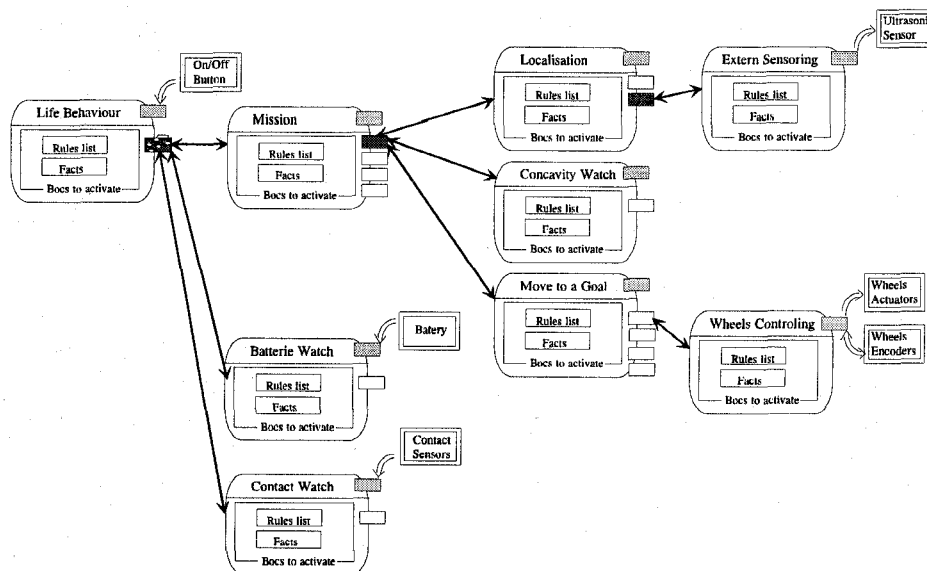 On/Off
Button
Life Behaviour
Rules list
Facts
Bocs to activate
Mission
Rules list
Facts
Bocs to activate
Localisation
Rules list
Facts
Bocs to activate
Extern Sensoring
Rules list
Facts
Bocs to activate
Ultrasoni
Sensor
Concavity Watch
Rules list
Facts
Bocs to activate
Move to a Goal
Rules list
Facts
Bocs to activate
Wheels Controling
Rules list
Facts
Bocs to activate
Wheels
Actuators
Wheels
Encoders
Batery
Batterie Watch
Rules list
Facts
Bocs to activate
Contact
Sensors
Contact Watch
Rules list
Facts
Bocs to activate